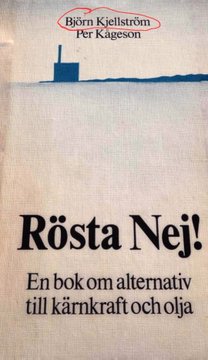 Björn Kjellström
Per Kågeson
Rösta Nej!
En bok om alternativ
till kärnkraft och olja